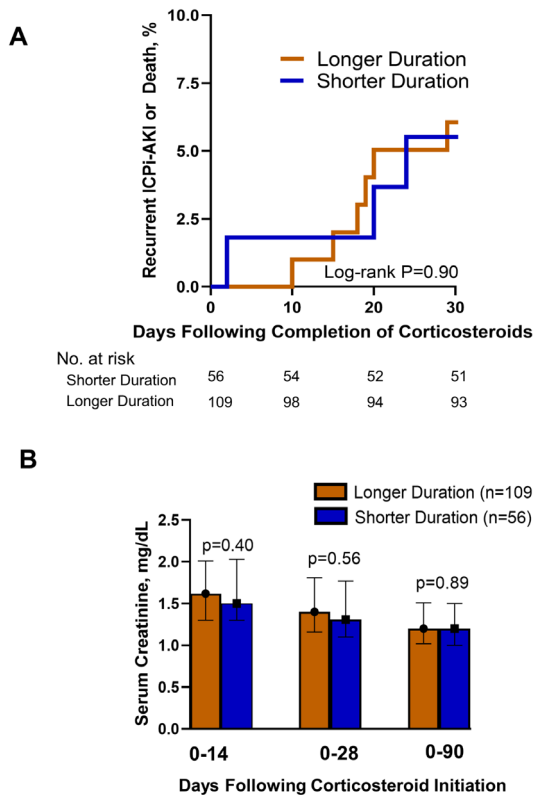 A
10.0
7.5
5.0
2.5
0.0
Recurrent ICPi-AKI or Death, %
Longer Duration
Shorter Duration
Log-rank P=0.90
0 10 20 30
Days Following Completion of Corticosteroids
No. at risk
Shorter Duration 56 54 52 51
Longer Duration 109 98 94 93
B
Longer Duration (n=109
Shorter Duration (n=56)
2.5
2.0
1.5
1.0
0.5
0.0
Serum Creatinine, mg/dL
p=0.40 p=0.56 p=0.89
0-14 0-28 0-90
Days Following Corticosteroid Initiation